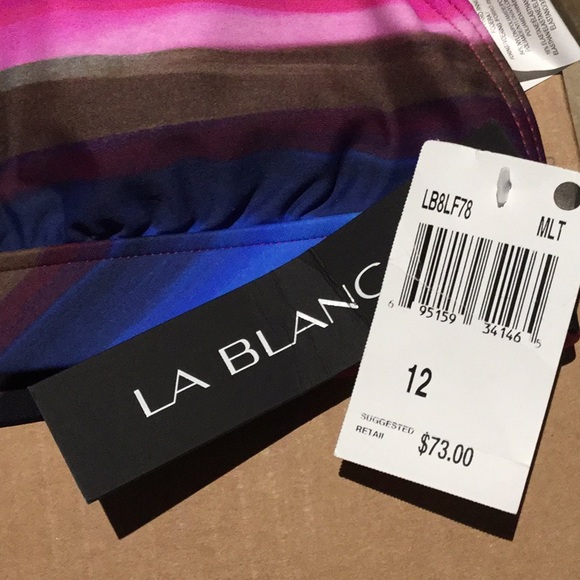 LA BLANC
LB8LF78
MLT
6 95159 34146 5
12
SUGGESTED
RETAIL
$73.00